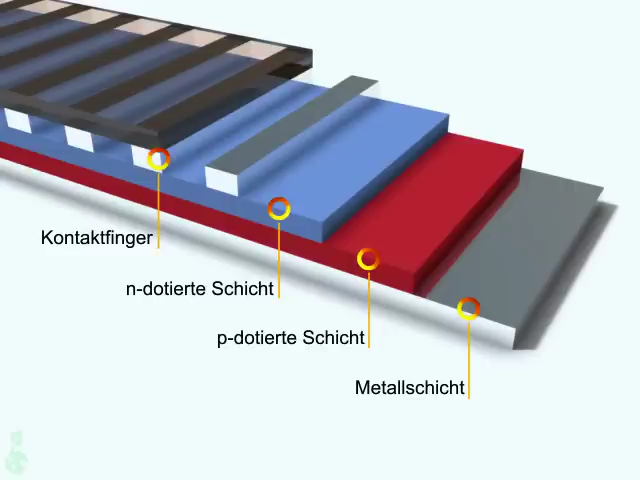 Kontaktfinger
n-dotierte Schicht
p-dotierte Schicht
Metallschicht